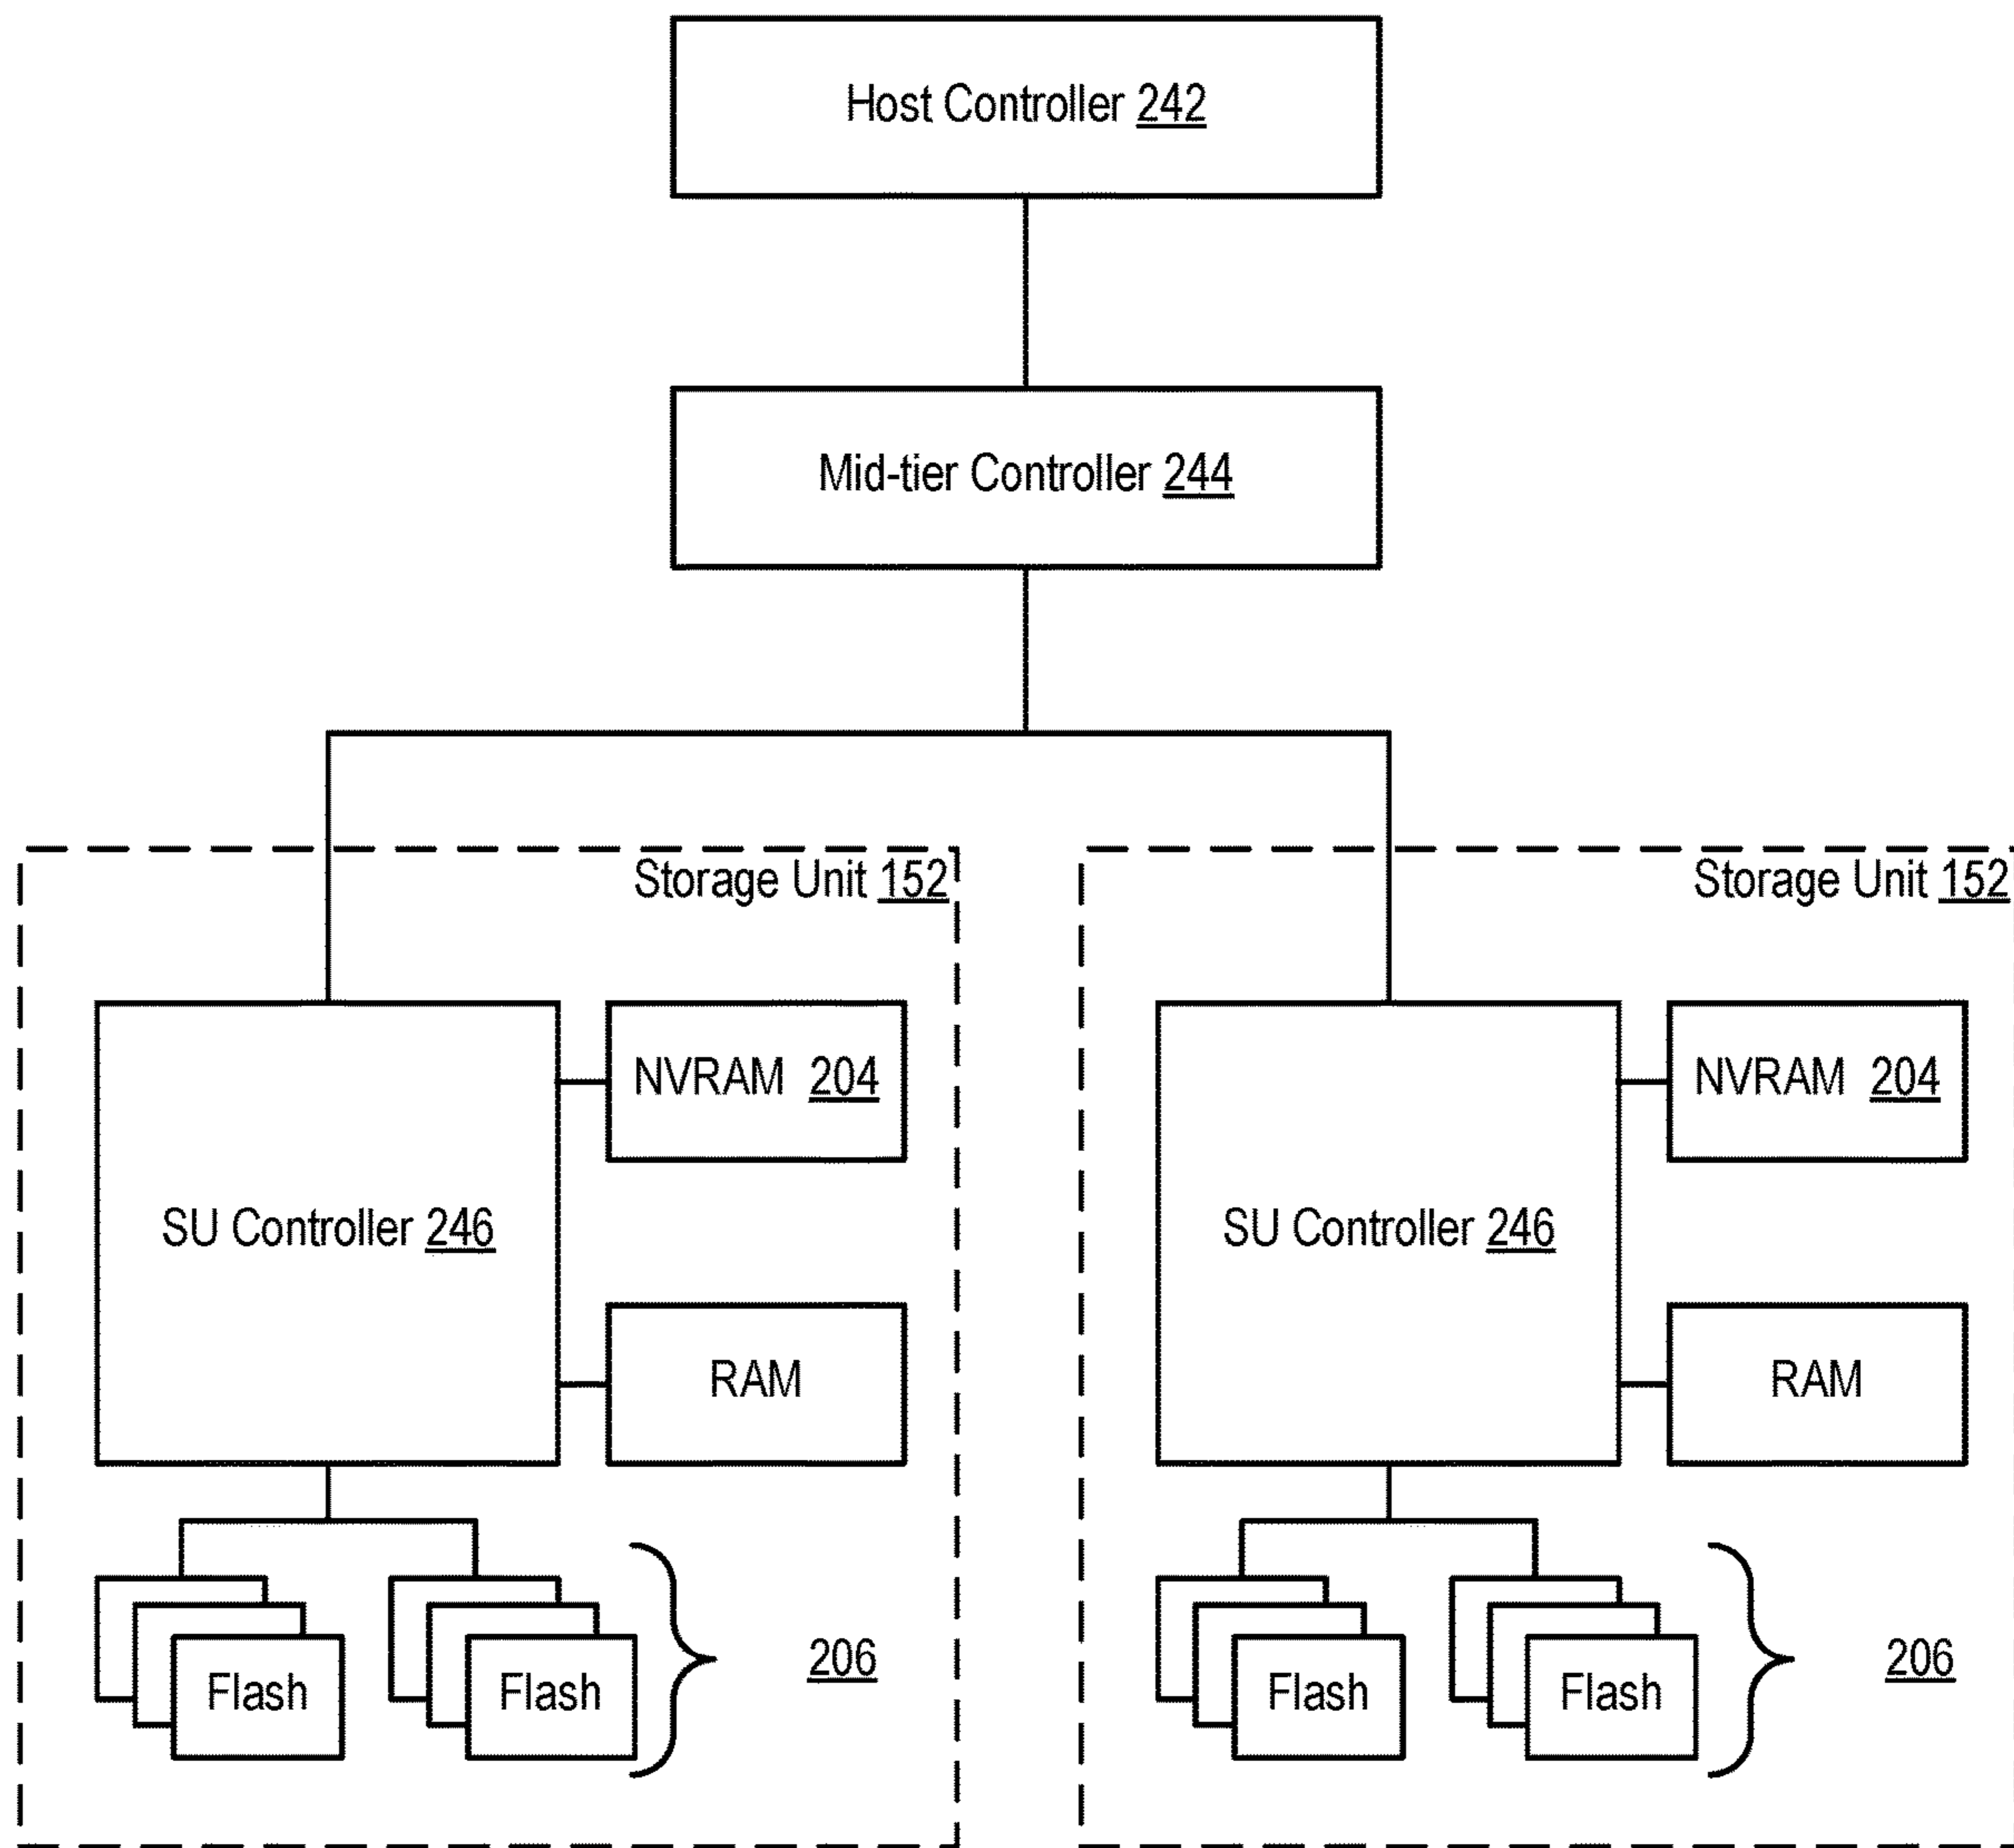 Host Controller 242
Mid-tier Controller 244
Storage Unit 152
NVRAM 204
SU Controller 246
RAM
Flash
Flash
206
Storage Unit 152
NVRAM 204
SU Controller 246
RAM
Flash
Flash
206